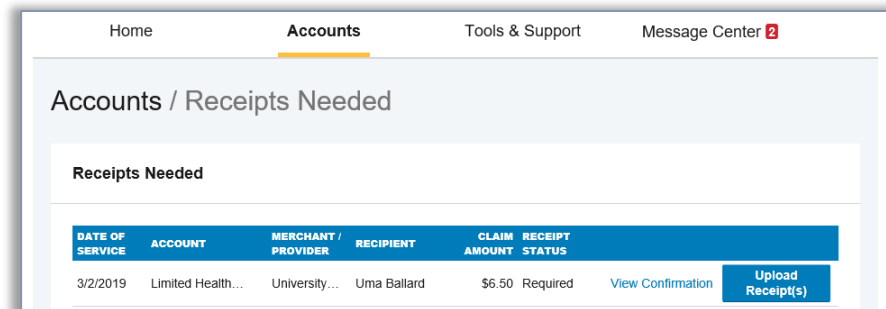 Home Accounts Tools & Support Message Center 2
Accounts / Receipts Needed
Receipts Needed
DATE OF SERVICE ACCOUNT MERCHANT / PROVIDER RECIPIENT CLAIM AMOUNT RECEIPT STATUS
3/2/2019 Limited Health... University... Uma Ballard $6.50 Required View Confirmation Upload Receipt(s)